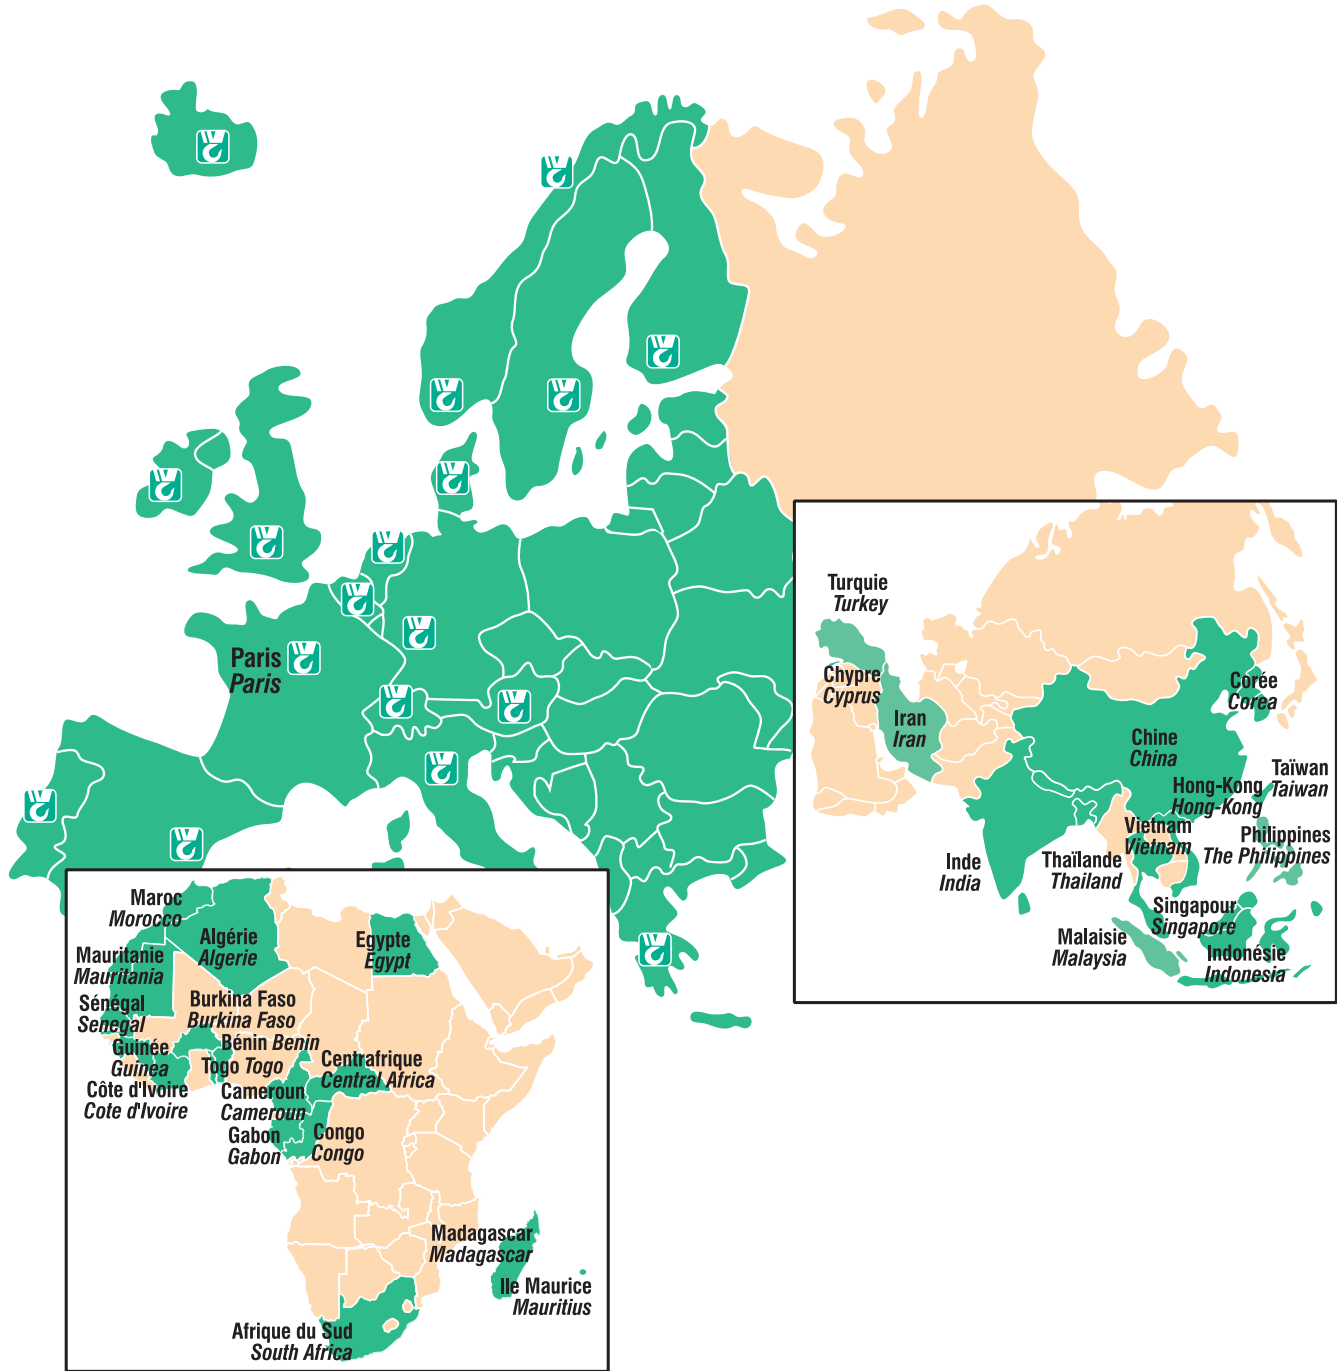 Paris
Paris
Turquie
Turkey
Chypre
Cyprus
Iran
Iran
Corée
Corea
Chine
China
Taïwan
Taiwan
Hong-Kong
Hong-Kong
Vietnam
Vietnam
Philippines
The Philippines
Inde
India
Thaïlande
Thailand
Singapour
Singapore
Malaisie
Malaysia
Indonésie
Indonesia
Maroc
Morocco
Algérie
Algerie
Egypte
Egypt
Mauritanie
Mauritania
Sénégal
Senegal
Burkina Faso
Burkina Faso
Guinée
Guinea
Bénin Benin
Togo Togo
Centrafrique
Central Africa
Côte d'Ivoire
Cote d'Ivoire
Cameroun
Cameroun
Gabon
Gabon
Congo
Congo
Madagascar
Madagascar
Ile Maurice
Mauritius
Afrique du Sud
South Africa